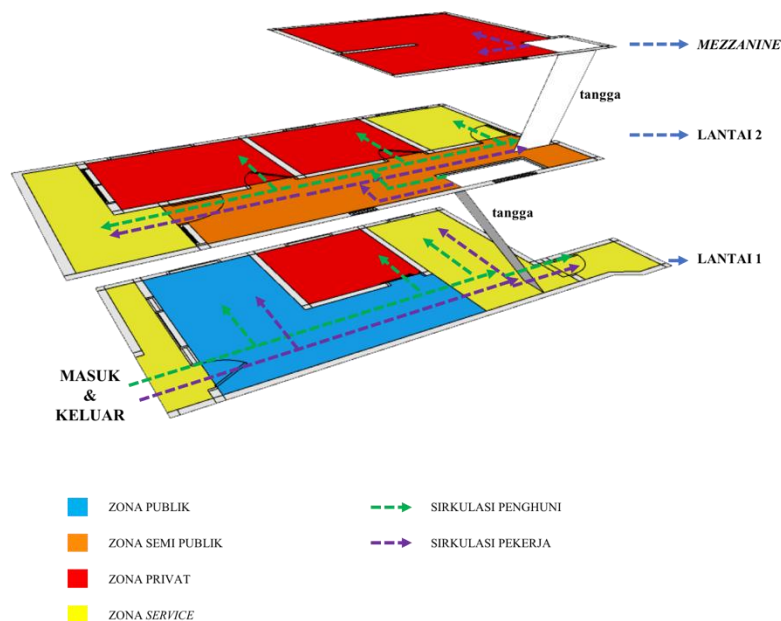 MEZZANINE
tangga
LANTAI 2
tangga
LANTAI 1
MASUK
&
KELUAR
ZONA PUBLIK
SIRKULASI PENGHUNI
ZONA SEMI PUBLIK
SIRKULASI PEKERJA
ZONA PRIVAT
ZONA SERVICE